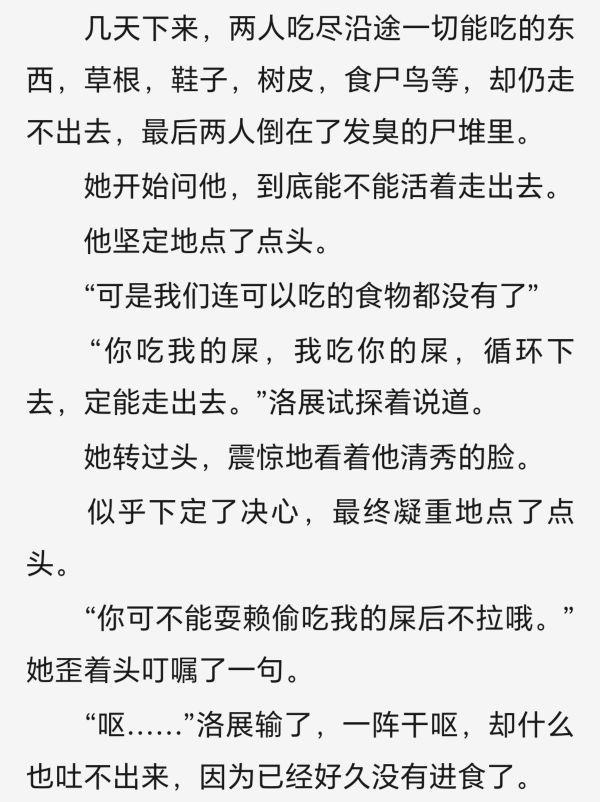 几天下来，两人吃尽沿途一切能吃的东
西，草根，鞋子，树皮，食尸鸟等，却仍走
不出去，最后两人倒在了发臭的尸堆里。
她开始问他，到底能不能活着走出去。
他坚定地点了点头。
“可是我们连可以吃的食物都没有了”
“你吃我的屎，我吃你的屎，循环下
去，定能走出去。”洛展试探着说道。
她转过头，震惊地看着他清秀的脸。
似乎下定了决心，最终凝重地点了点
头。
“你可不能耍赖偷吃我的屎后不拉哦。”
她歪着头叮嘱了一句。
“呕……”洛展输了，一阵干呕，却什么
也吐不出来，因为已经好久没有进食了。